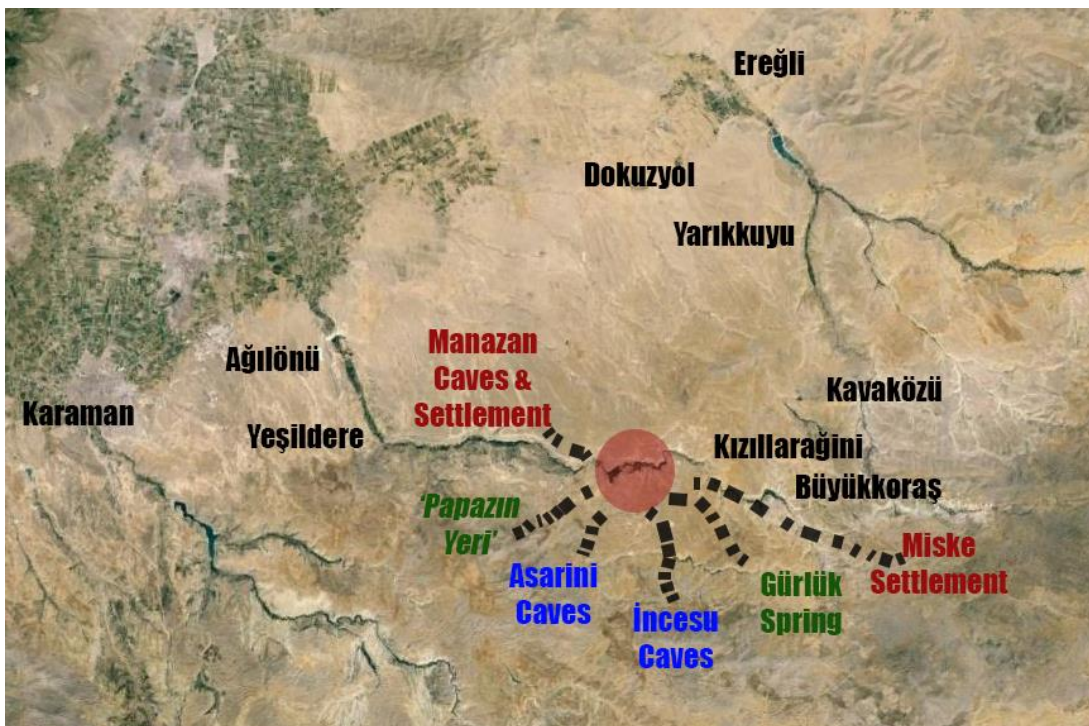 Ereğli
Dokuzyol
Yarıkkuyu
Manazan
Caves &
Settlement
Ağılönü
Karaman
Yeşildere
Kavaközü
Kızıllarağini
Büyükkoraş
‘Papazın
Yeri’
Asarini
Caves
İncesu
Caves
Gürlük
Spring
Miske
Settlement